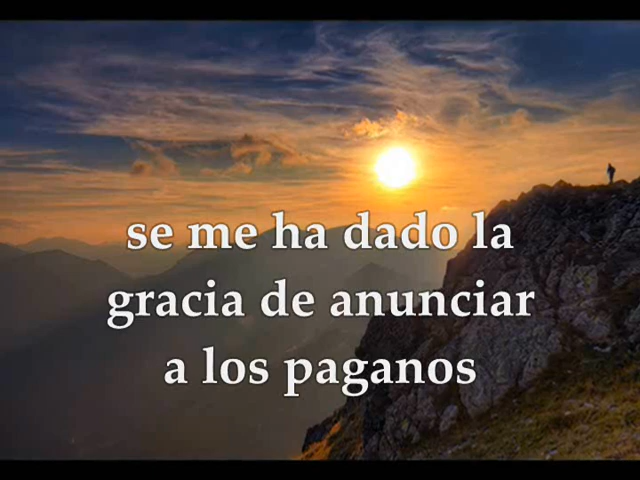 se me ha dado la
gracia de anunciar
a los paganos